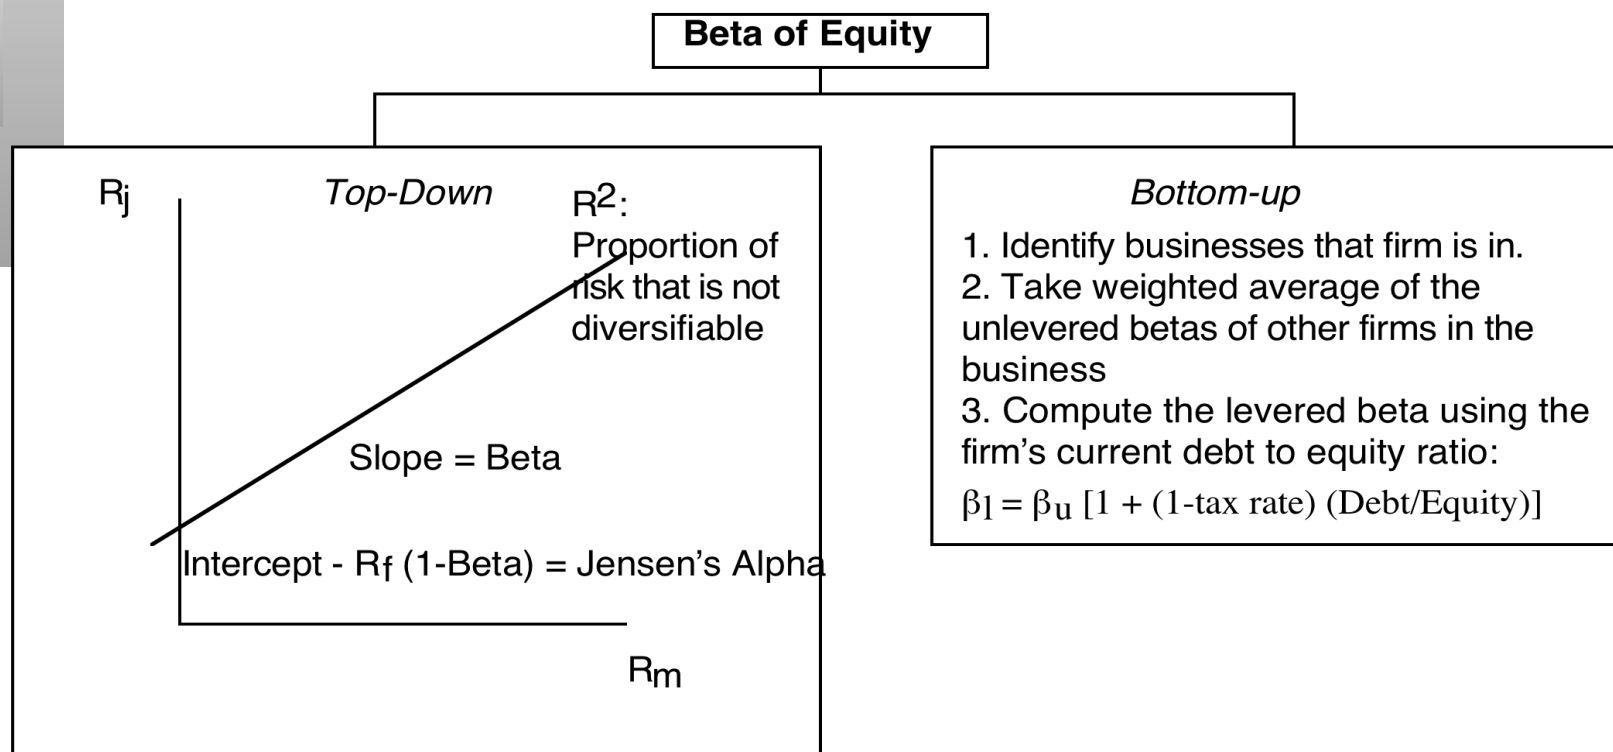 Beta of Equity
Rj
Top-Down
R2:
Proportion of
risk that is not
diversifiable
Slope = Beta
Intercept - Rf (1-Beta) = Jensen’s Alpha
Rm
Bottom-up
1. Identify businesses that firm is in.
2. Take weighted average of the
unlevered betas of other firms in the
business
3. Compute the levered beta using the
firm’s current debt to equity ratio:
βl = βu [1 + (1-tax rate) (Debt/Equity)]